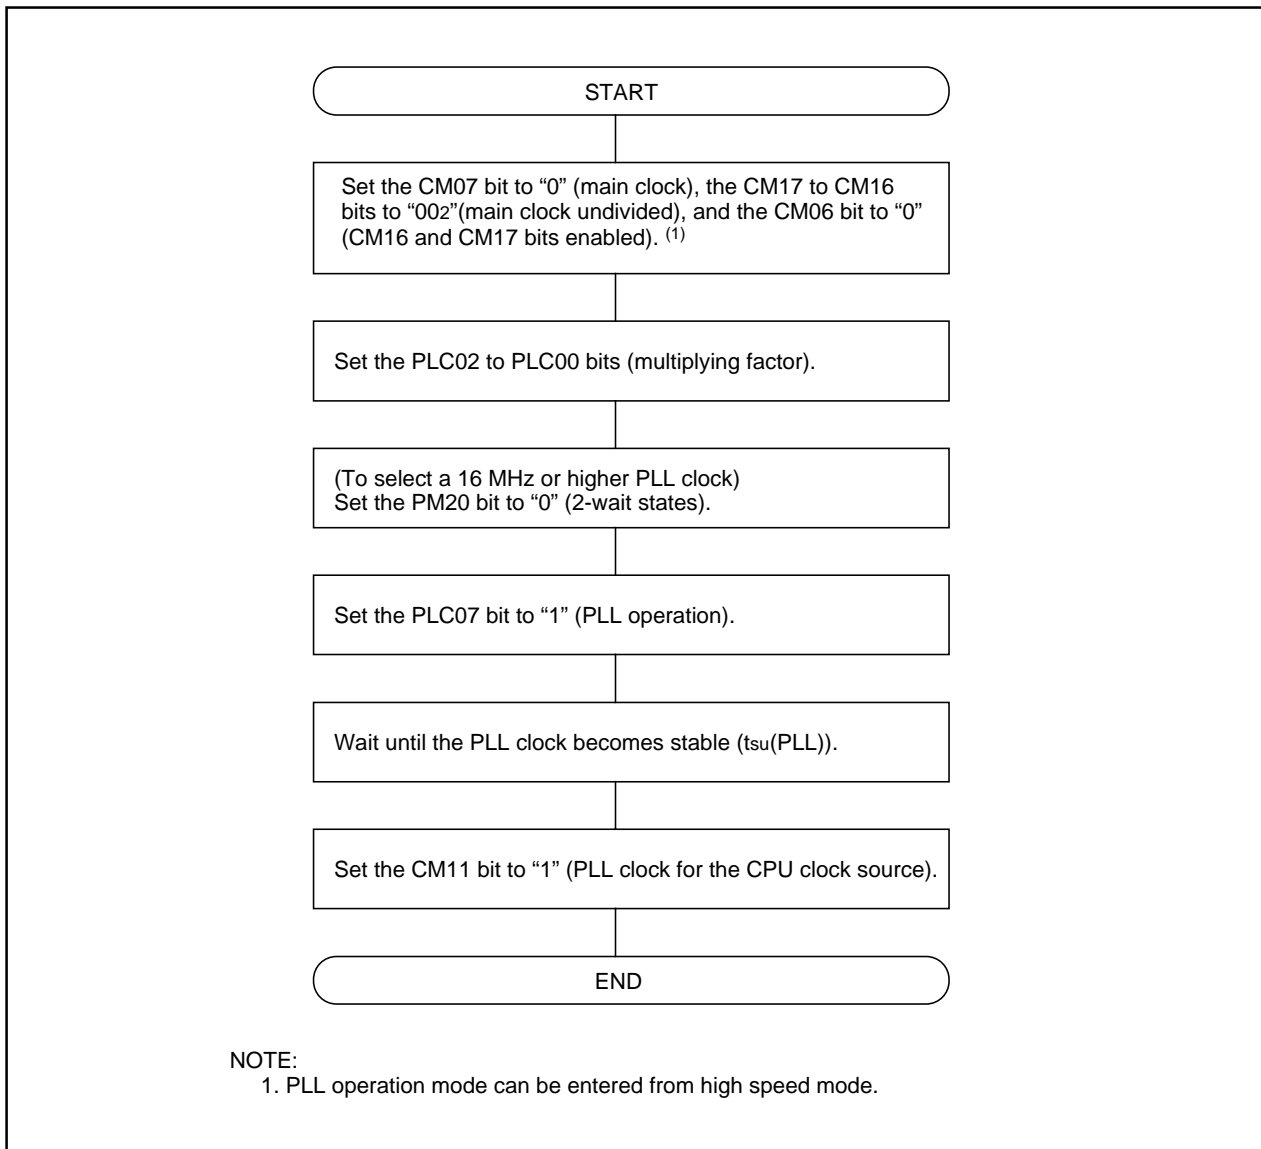 START
Set the CM07 bit to “0” (main clock), the CM17 to CM16
bits to “002”(main clock undivided), and the CM06 bit to “0”
(CM16 and CM17 bits enabled). (1)
Set the PLC02 to PLC00 bits (multiplying factor).
(To select a 16 MHz or higher PLL clock)
Set the PM20 bit to “0” (2-wait states).
Set the PLC07 bit to “1” (PLL operation).
Wait until the PLL clock becomes stable (tsu(PLL)).
Set the CM11 bit to “1” (PLL clock for the CPU clock source).
END
NOTE:
1. PLL operation mode can be entered from high speed mode.